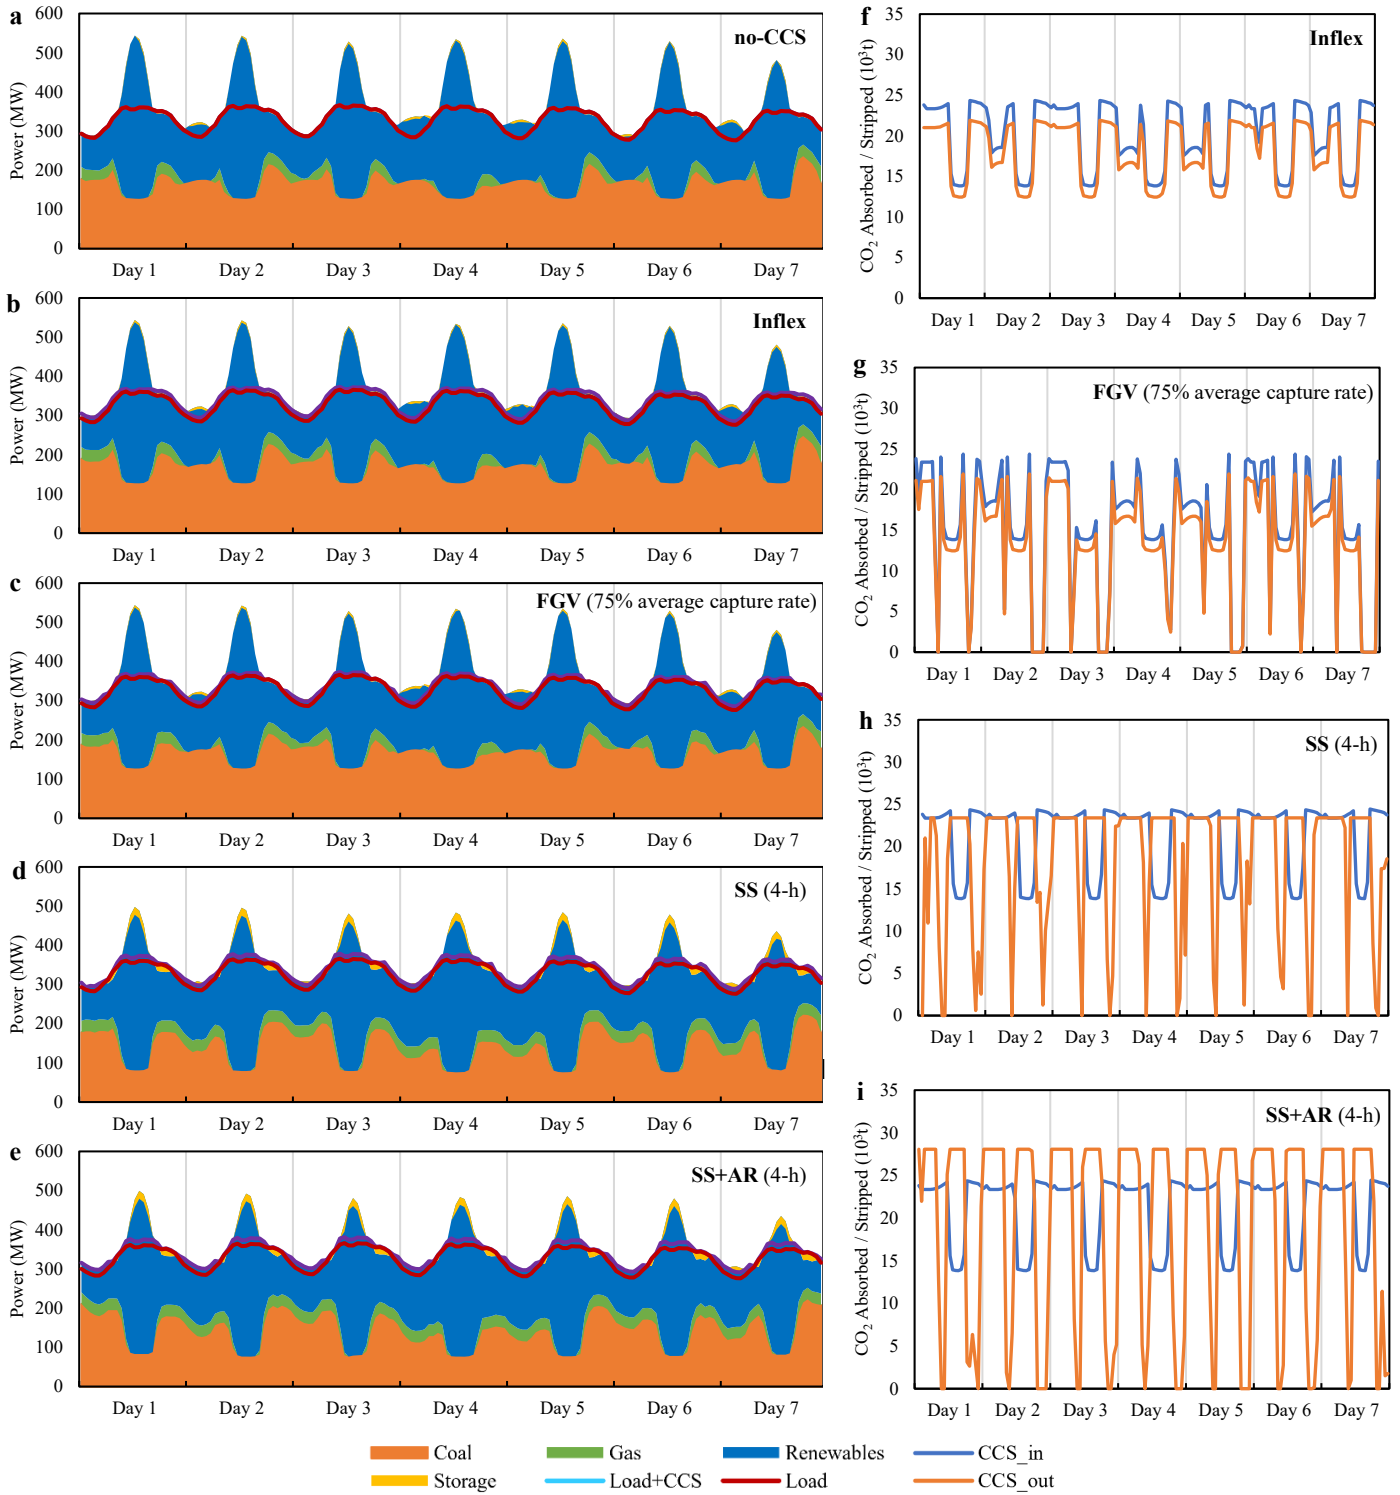 a
no-CCS
Power (MW)
600
500
400
300
200
100
0
Day 1 Day 2 Day 3 Day 4 Day 5 Day 6 Day 7
b
Inflex
Power (MW)
600
500
400
300
200
100
0
Day 1 Day 2 Day 3 Day 4 Day 5 Day 6 Day 7
c
FGV (75% average capture rate)
Power (MW)
600
500
400
300
200
100
0
Day 1 Day 2 Day 3 Day 4 Day 5 Day 6 Day 7
d
SS (4-h)
Power (MW)
600
500
400
300
200
100
0
Day 1 Day 2 Day 3 Day 4 Day 5 Day 6 Day 7
e
SS+AR (4-h)
Power (MW)
600
500
400
300
200
100
0
Day 1 Day 2 Day 3 Day 4 Day 5 Day 6 Day 7
f
Inflex
CO₂ Absorbed / Stripped (10³t)
35
30
25
20
15
10
5
0
Day 1 Day 2 Day 3 Day 4 Day 5 Day 6 Day 7
g
FGV (75% average capture rate)
CO₂ Absorbed / Stripped (10³t)
35
30
25
20
15
10
5
0
Day 1 Day 2 Day 3 Day 4 Day 5 Day 6 Day 7
h
SS (4-h)
CO₂ Absorbed / Stripped (10³t)
35
30
25
20
15
10
5
0
Day 1 Day 2 Day 3 Day 4 Day 5 Day 6 Day 7
i
SS+AR (4-h)
CO₂ Absorbed / Stripped (10³t)
35
30
25
20
15
10
5
0
Day 1 Day 2 Day 3 Day 4 Day 5 Day 6 Day 7
Coal Gas Renewables CCS_in
Storage Load+CCS Load CCS_out